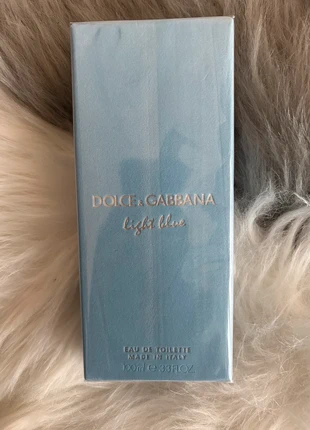 DOLCE & GABBANA
light blue
EAU DE TOILETTE
MADE IN ITALY